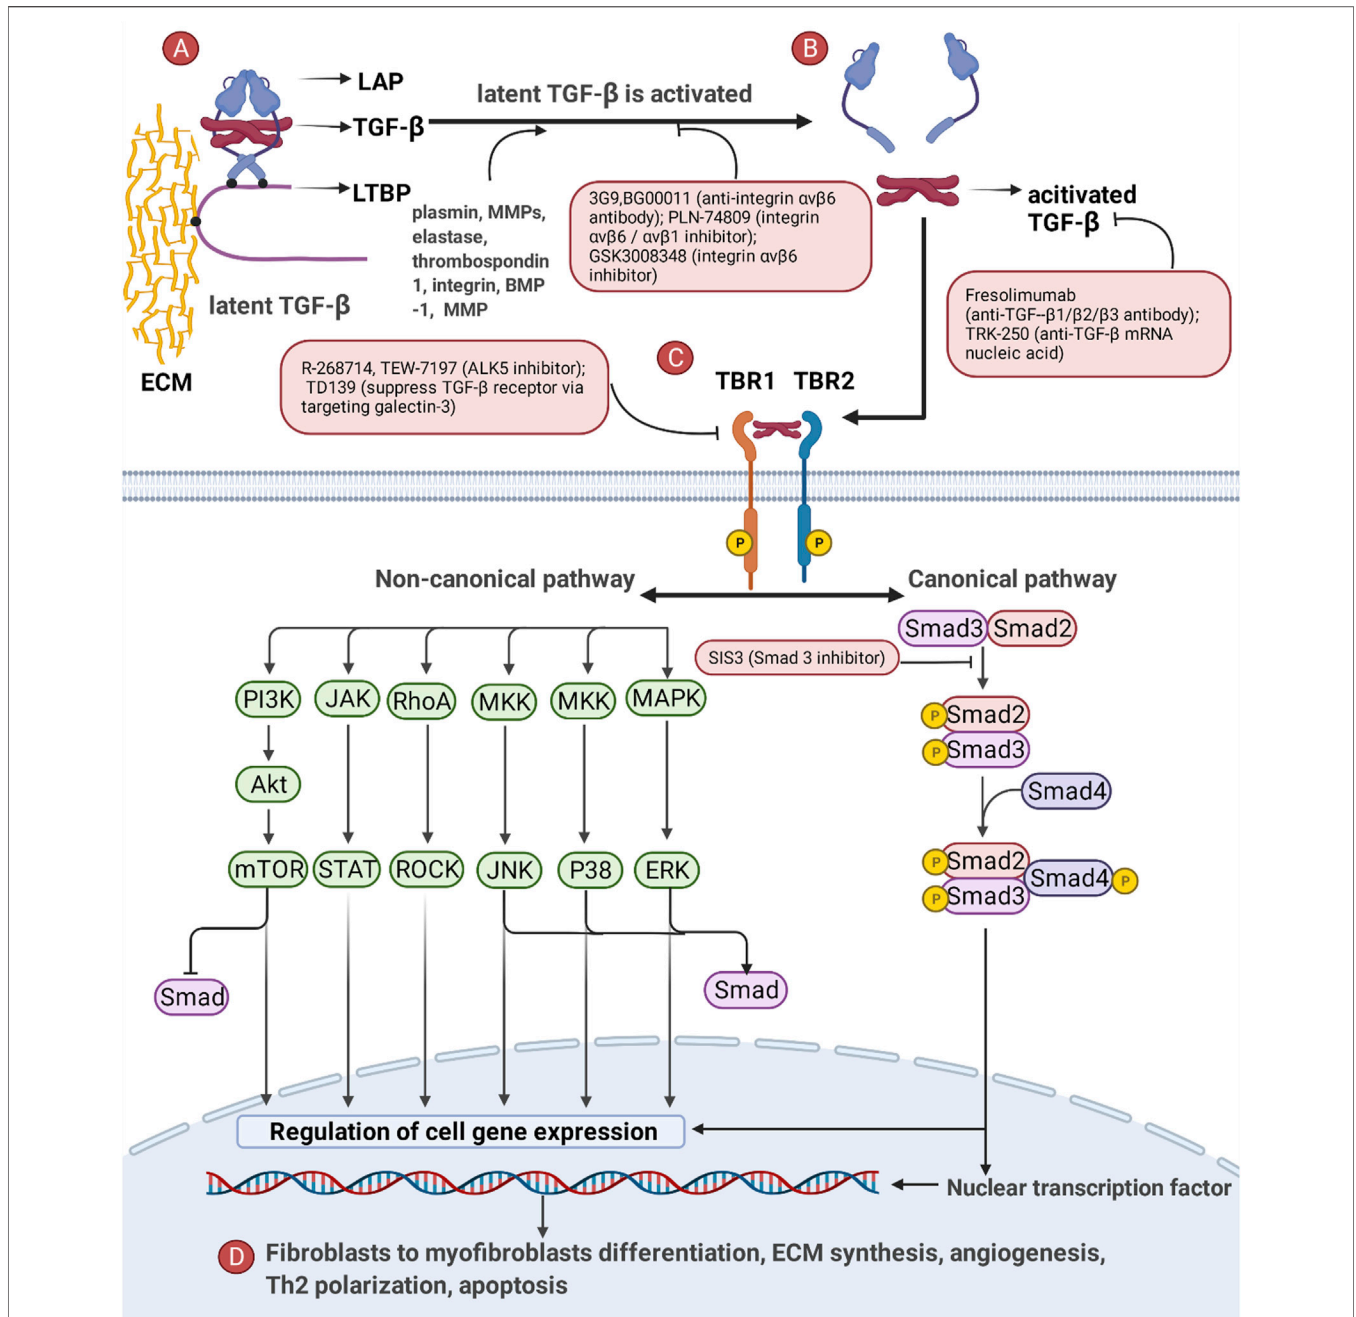 A
LAP
TGF-β
LTBP
latent TGF-β
ECM
latent TGF-β is activated
plasmin, MMPs,
elastase,
thrombospondin
1, integrin, BMP
-1, MMP
3G9,BG00011 (anti-integrin αvβ6
antibody); PLN-74809 (integrin
αvβ6 / αvβ1 inhibitor);
GSK3008348 (integrin αvβ6
inhibitor)
B
acitivated
TGF-β
Fresolimumab
(anti-TGF--β1/β2/β3 antibody);
TRK-250 (anti-TGF-β mRNA
nucleic acid)
R-268714, TEW-7197 (ALK5 inhibitor);
TD139 (suppress TGF-β receptor via
targeting galectin-3)
C
TBR1 TBR2
P P
Non-canonical pathway
Canonical pathway
Smad3 Smad2
SIS3 (Smad 3 inhibitor)
PI3K JAK RhoA MKK MKK MAPK
P Smad2
P Smad3
Akt
Smad4
mTOR STAT ROCK JNK P38 ERK
P Smad2
Smad4 P
P Smad3
Smad
Smad
Regulation of cell gene expression
Nuclear transcription factor
D
Fibroblasts to myofibroblasts differentiation, ECM synthesis, angiogenesis,
Th2 polarization, apoptosis